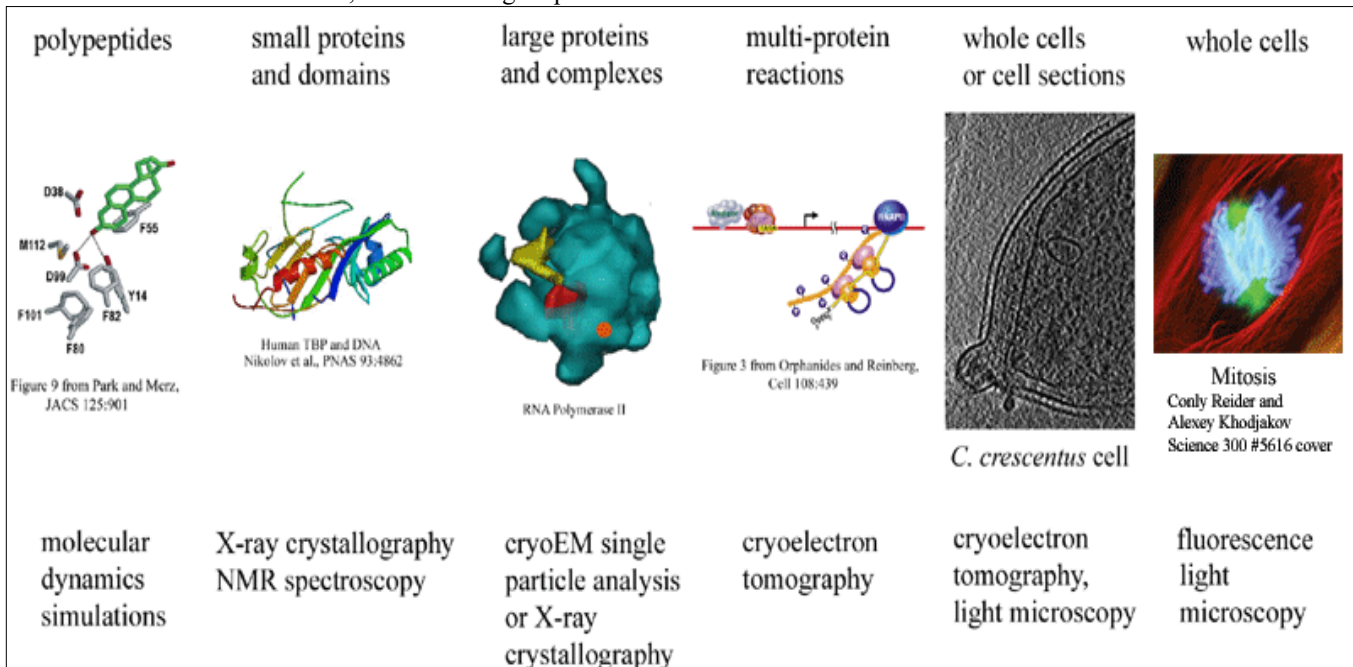 polypeptides
small proteins
and domains
large proteins
and complexes
multi-protein
reactions
whole cells
or cell sections
whole cells
D38
F55
M112
D99
Y14
F82
F101
F80
Figure 9 from Park and Merz,
JACS 125:901
Human TBP and DNA
Nikolov et al., PNAS 93:4862
RNA Polymerase II
RNAPII
Figure 3 from Orphanides and Reinberg,
Cell 108:439
C. crescentus cell
Mitosis
Conly Reider and
Alexey Khodjakov
Science 300 #5616 cover
molecular
dynamics
simulations
X-ray crystallography
NMR spectroscopy
cryoEM single
particle analysis
or X-ray
crystallography
cryoelectron
tomography
cryoelectron
tomography,
light microscopy
fluorescence
light
microscopy